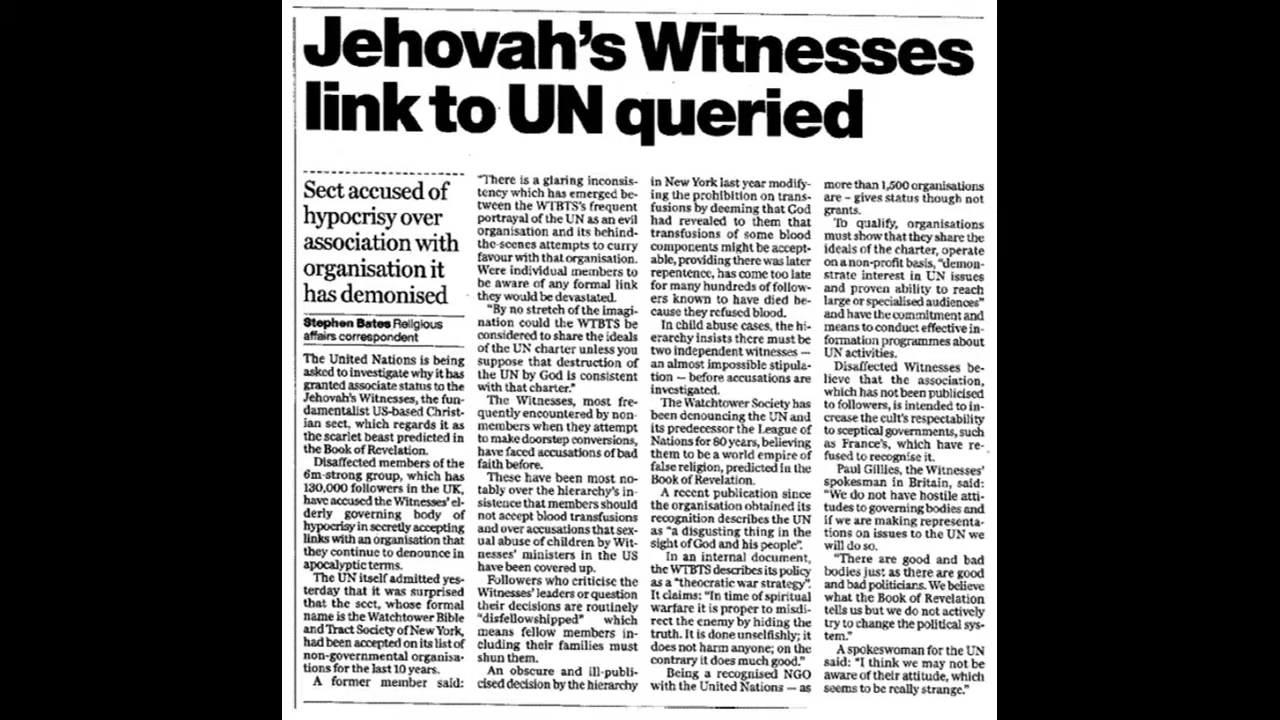 Jehovah's Witnesses
link to UN queried
Sect accused of
hypocrisy over
association with
organisation it
has demonised
Stephen Bates Religious
affairs correspondent
The United Nations is being
asked to investigate why it has
granted associate status to the
Jehovah's Witnesses, the fun-
damentalist US-based Christ-
ian sect, which regards it as
the scarlet beast predicted in
the Book of Revelation.
Disaffected members of the
6m-strong group, which has
130,000 followers in the UK,
have accused the Witnesses' el-
derly governing body of
hypocrisy in secretly accepting
links with an organisation that
they continue to denounce in
apocalyptic terms.
The UN itself admitted yes-
terday that it was surprised
that the sect, whose formal
name is the Watchtower Bible
and Tract Society of New York,
had been accepted on its list of
non-governmental organisa-
tions for the last 10 years.
A former member said:
"There is a glaring inconsis-
tency which has emerged be-
tween the WTBTS's frequent
portrayal of the UN as an evil
organisation and its behind-
the-scenes attempts to curry
favour with that organisation.
Were individual members to
be aware of any formal link
they would be devastated.
"By no stretch of the imagi-
nation could the WTBTS be
considered to share the ideals
of the UN charter unless you
suppose that destruction of
the UN by God is consistent
with that charter."
The Witnesses, most fre-
quently encountered by non-
members when they attempt
to make doorstep conversions,
have faced accusations of bad
faith before.
These have been most no-
tably over the hierarchy's in-
sistence that members should
not accept blood transfusions
and over accusations that sex-
ual abuse of children by Wit-
nesses' ministers in the US
have been covered up.
Followers who criticise the
Witnesses' leaders or question
their decisions are routinely
"disfellowshipped" which
means fellow members in-
cluding their families must
shun them.
An obscure and ill-publi-
cised decision by the hierarchy
in New York last year modify-
ing the prohibition on trans-
fusions by deeming that God
had revealed to them that
transfusions of some blood
components might be accept-
able, providing there was later
repentence, has come too late
for many hundreds of follow-
ers known to have died be-
cause they refused blood.
In child abuse cases, the hi-
erarchy insists there must be
two independent witnesses —
an almost impossible stipula-
tion — before accusations are
investigated.
The Watchtower Society has
been denouncing the UN and
its predecessor the League of
Nations for 80 years, believing
them to be a world empire of
false religion, predicted in the
Book of Revelation.
A recent publication since
the organisation obtained its
recognition describes the UN
as "a disgusting thing in the
sight of God and his people".
In an internal document,
the WTBTS describes its policy
as a "theocratic war strategy".
It claims: "In time of spiritual
warfare it is proper to misdi-
rect the enemy by hiding the
truth. It is done unselfishly; it
does not harm anyone; on the
contrary it does much good."
Being a recognised NGO
with the United Nations — as
more than 1,500 organisations
are – gives status though not
grants.
To qualify, organisations
must show that they share the
ideals of the charter, operate
on a non-profit basis, "demon-
strate interest in UN issues
and proven ability to reach
large or specialised audiences"
and have the commitment and
means to conduct effective in-
formation programmes about
UN activities.
Disaffected Witnesses be-
lieve that the association,
which has not been publicised
to followers, is intended to in-
crease the cult's respectability
to sceptical governments, such
as France's, which have re-
fused to recognise it.
Paul Gillies, the Witnesses'
spokesman in Britain, said:
"We do not have hostile atti-
tudes to governing bodies and
if we are making representa-
tions on issues to the UN we
will do so.
"There are good and bad
bodies just as there are good
and bad politicians. We believe
what the Book of Revelation
tells us but we do not actively
try to change the political sys-
tem."
A spokeswoman for the UN
said: "I think we may not be
aware of their attitude, which
seems to be really strange."